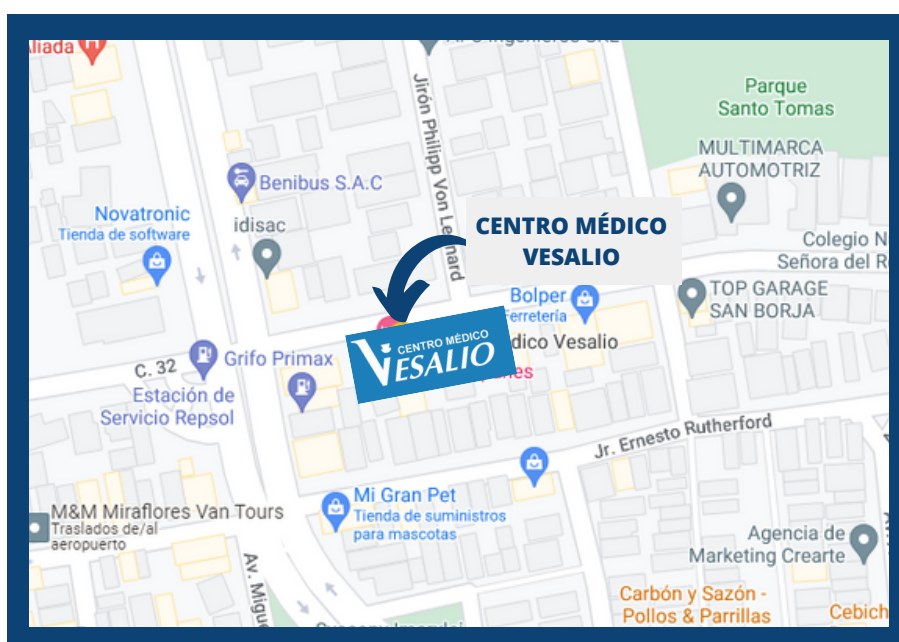 Aliada
Jirón Philipp Von Leonard
Parque
Santo Tomas
MULTIMARCA
AUTOMOTRIZ
Benibus S.A.C
Novatronic
Tienda de software
idisac
CENTRO MÉDICO
VESALIO
Colegio N
Señora del R
TOP GARAGE
SAN BORJA
Bolper
Ferretería
dico Vesalio
CENTRO MÉDICO
VESALIO
C. 32
Grifo Primax
Estación de
Servicio Repsol
Jr. Ernesto Rutherford
Mi Gran Pet
Tienda de suministros
para mascotas
M&M Miraflores Van Tours
Traslados de/al
aeropuerto
Agencia de
Marketing Crearte
Av. Migue
Carbón y Sazón -
Pollos & Parrillas
Cebich